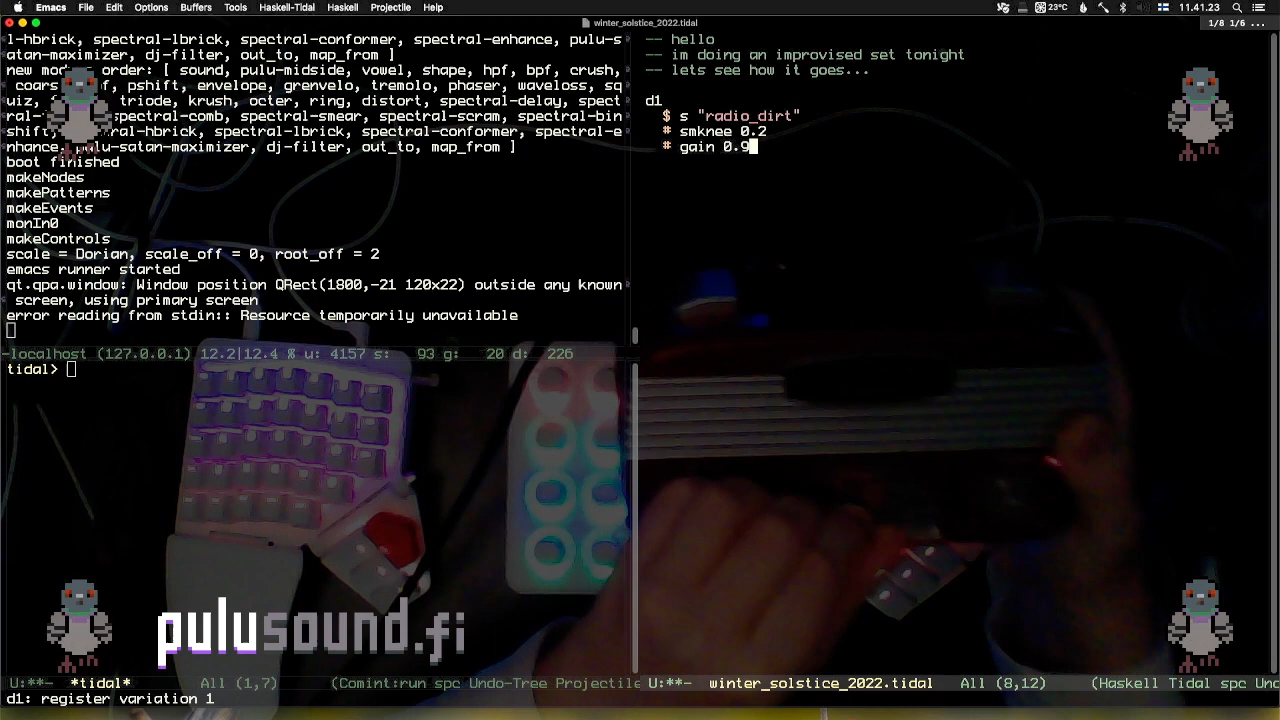 Emacs File Edit Options Buffers Tools Haskell-Tidal Haskell Projectile Help 23°C 11.41.23
winter_solstice_2022.tidal 1/8 1/6 ...
l-hbrick, spectral-lbrick, spectral-conformer, spectral-enhance, pulu-s
atan-maximizer, dj-filter, out_to, map_from ]
order: [ sound, pulu-midside, vowel, shape, hpf, bpf, crush,
pshift, envelope, grenvelo, tremolo, phaser, waveloss, sq
uiz, triode, krush, octer, ring, distort, spectral-delay, spect
spectral-comb, spectral-smear, spectral-scram, spectral-bin
shift, spectral-hbrick, spectral-lbrick, spectral-conformer, spectral-e
nhance, pulu-satan-maximizer, dj-filter, out_to, map_from ]
boot finished
makeNodes
makePatterns
makeEvents
monIn0
makeControls
scale = Dorian, scale_off = 0, root_off = 2
emacs runner started
qt.qpa.window: Window position QRect(1800,-21 120x22) outside any known
screen, using primary screen
error reading from stdin:: Resource temporarily unavailable
-localhost (127.0.0.1) 12.2|12.4 % u: 4157 s: 93 g: 20 d: 226
tidal>
-- hello
-- im doing an improvised set tonight
-- lets see how it goes...
d1
$ s "radio_dirt"
# smknee 0.2
# gain 0.9
pulusound.fi
U:**- *tidal* All (1,7) (Comint:run spc Undo-Tree Projectile
U:**- winter_solstice_2022.tidal All (8,12) (Haskell Tidal spc Und
d1: register variation 1